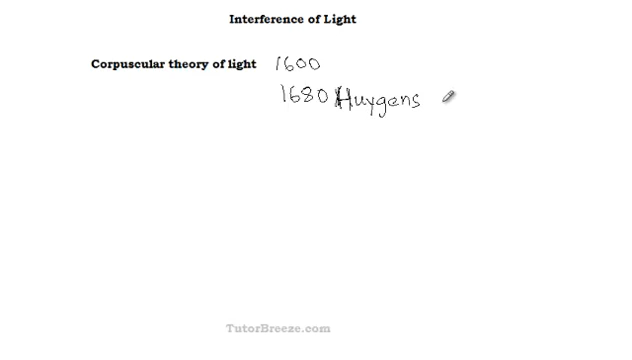 Interference of Light
Corpuscular theory of light 1600
1680 Huygens
TutorBreeze.com